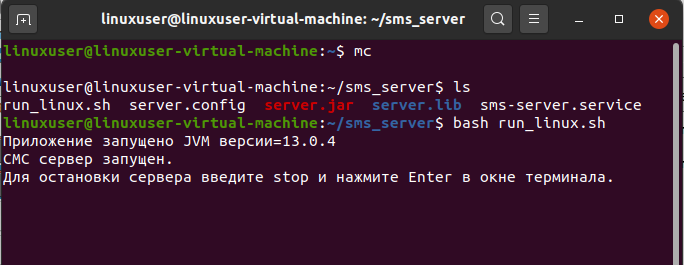 linuxuser@linuxuser-virtual-machine: ~/sms_server
linuxuser@linuxuser-virtual-machine:~$ mc
linuxuser@linuxuser-virtual-machine:~/sms_server$ ls
run_linux.sh server.config server.jar server.lib sms-server.service
linuxuser@linuxuser-virtual-machine:~/sms_server$ bash run_linux.sh
Приложение запущено JVM версии=13.0.4
СМС сервер запущен.
Для остановки сервера введите stop и нажмите Enter в окне терминала.